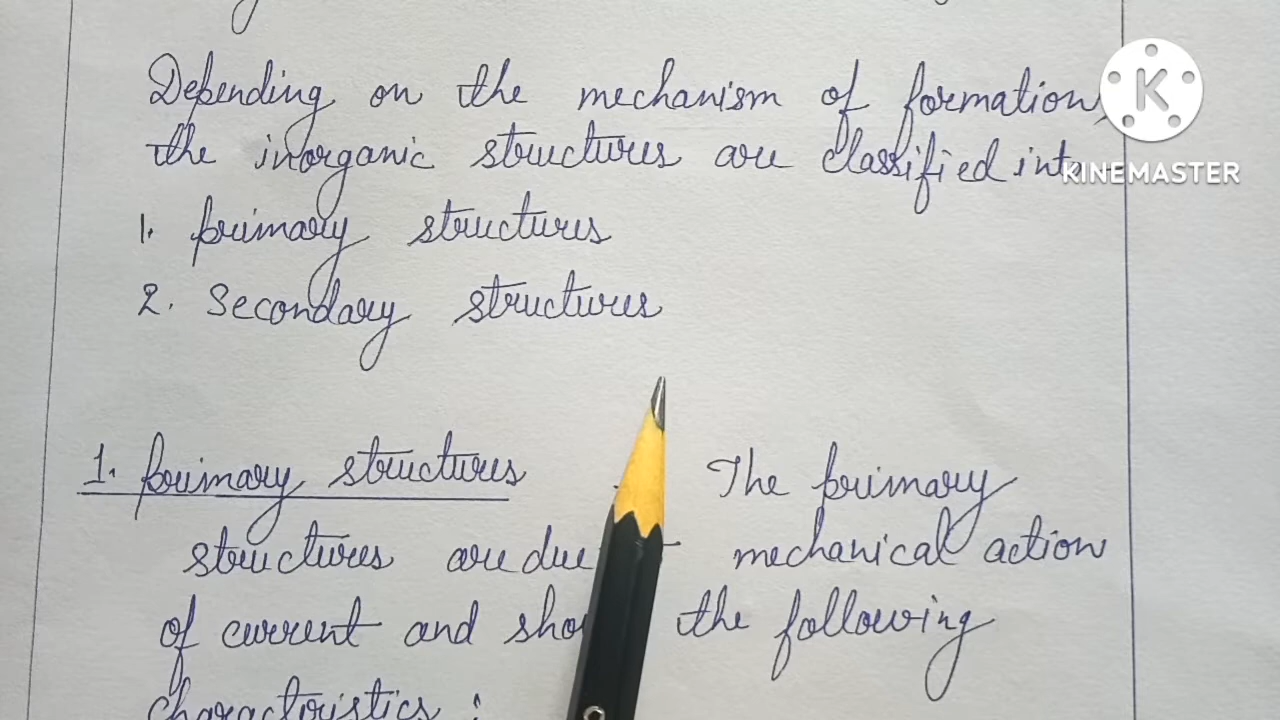 Depending on the mechanism of formation,
the inorganic structures are classified into
1. primary structures
2. Secondary structures
1. primary structures The primary
structures are due mechanical action
of current and the following
characteristics :
K
KINEMASTER